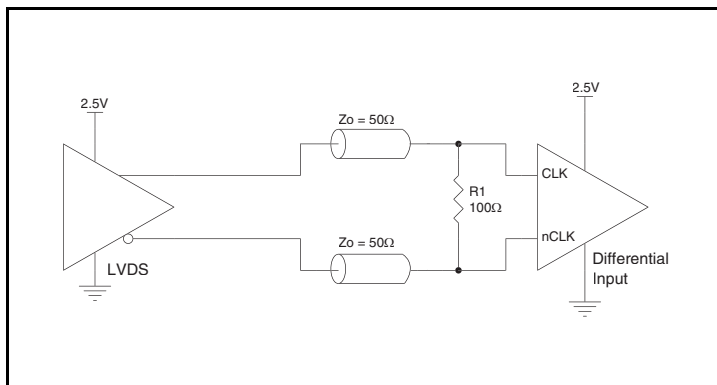 2.5V
2.5V
Zo = 50Ω
CLK
R1
100Ω
nCLK
Zo = 50Ω
LVDS
Differential
Input